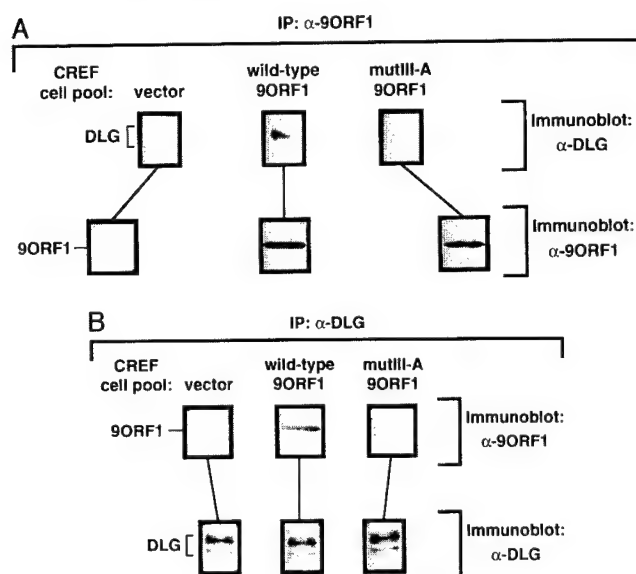 A
IP: α-9ORF1
CREF
cell pool:
vector
wild-type
9ORF1
mutIII-A
9ORF1
DLG
Immunoblot:
α-DLG
9ORF1
Immunoblot:
α-9ORF1
B
IP: α-DLG
CREF
cell pool:
vector
wild-type
9ORF1
mutIII-A
9ORF1
9ORF1
Immunoblot:
α-9ORF1
DLG
Immunoblot:
α-DLG